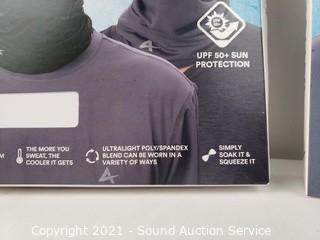 UPF 50+ SUN
PROTECTION
M
THE MORE YOU
SWEAT, THE
COOLER IT GETS
ULTRALIGHT POLY/SPANDEX
BLEND CAN BE WORN IN A
VARIETY OF WAYS
SIMPLY
SOAK IT &
SQUEEZE IT
Copyright 2021 - Sound Auction Service